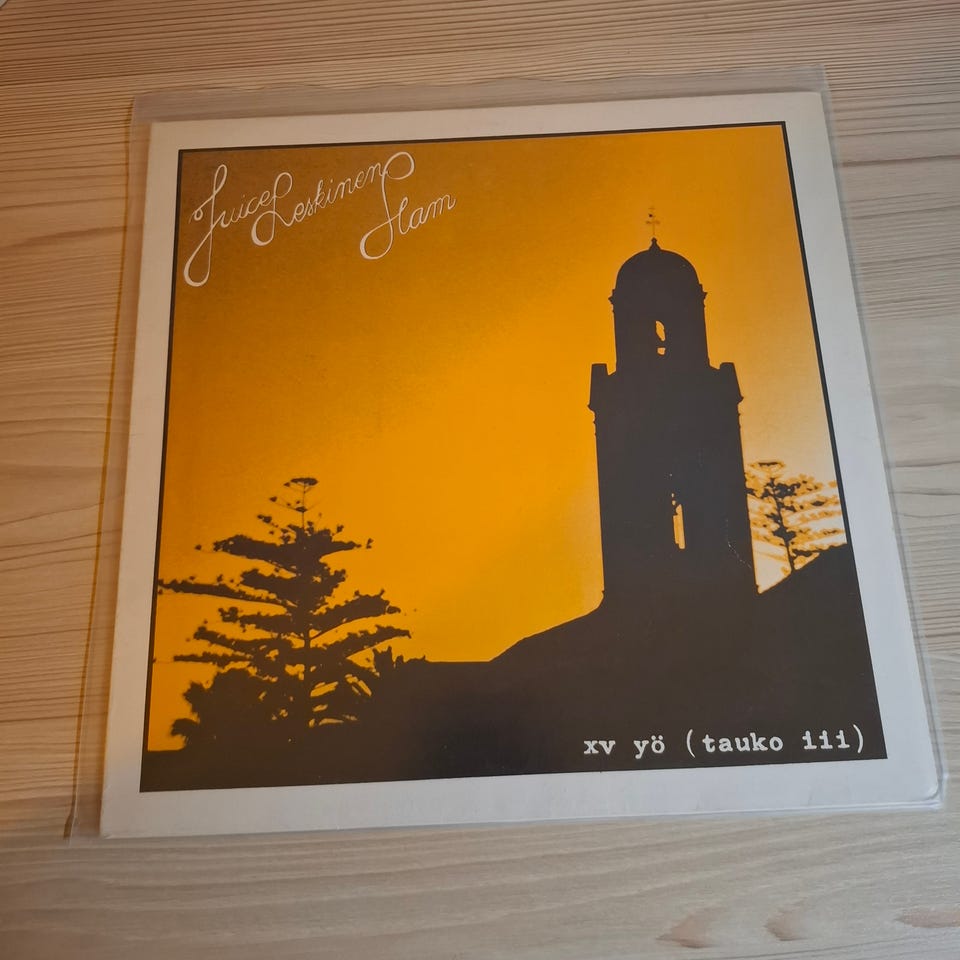 Juice Leskinen Slam
xv yö (tauko iii)